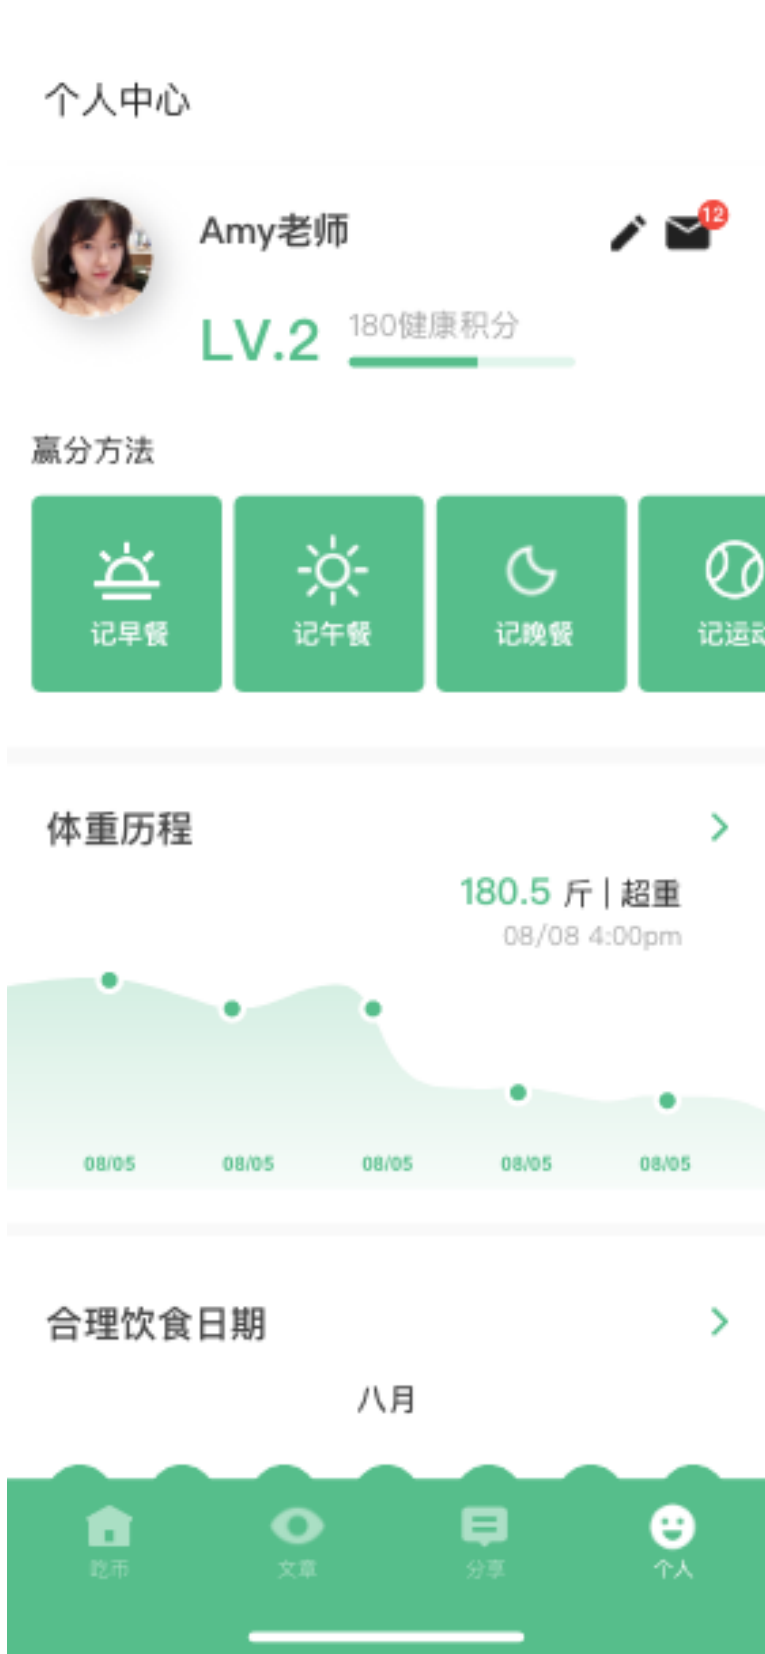 个人中心
Amy老师
12
LV.2
180健康积分
赢分方法
记早餐
记午餐
记晚餐
记运动
体重历程
180.5 斤 | 超重
08/08 4:00pm
08/05
08/05
08/05
08/05
08/05
合理饮食日期
八月
吃币
文章
分享
个人